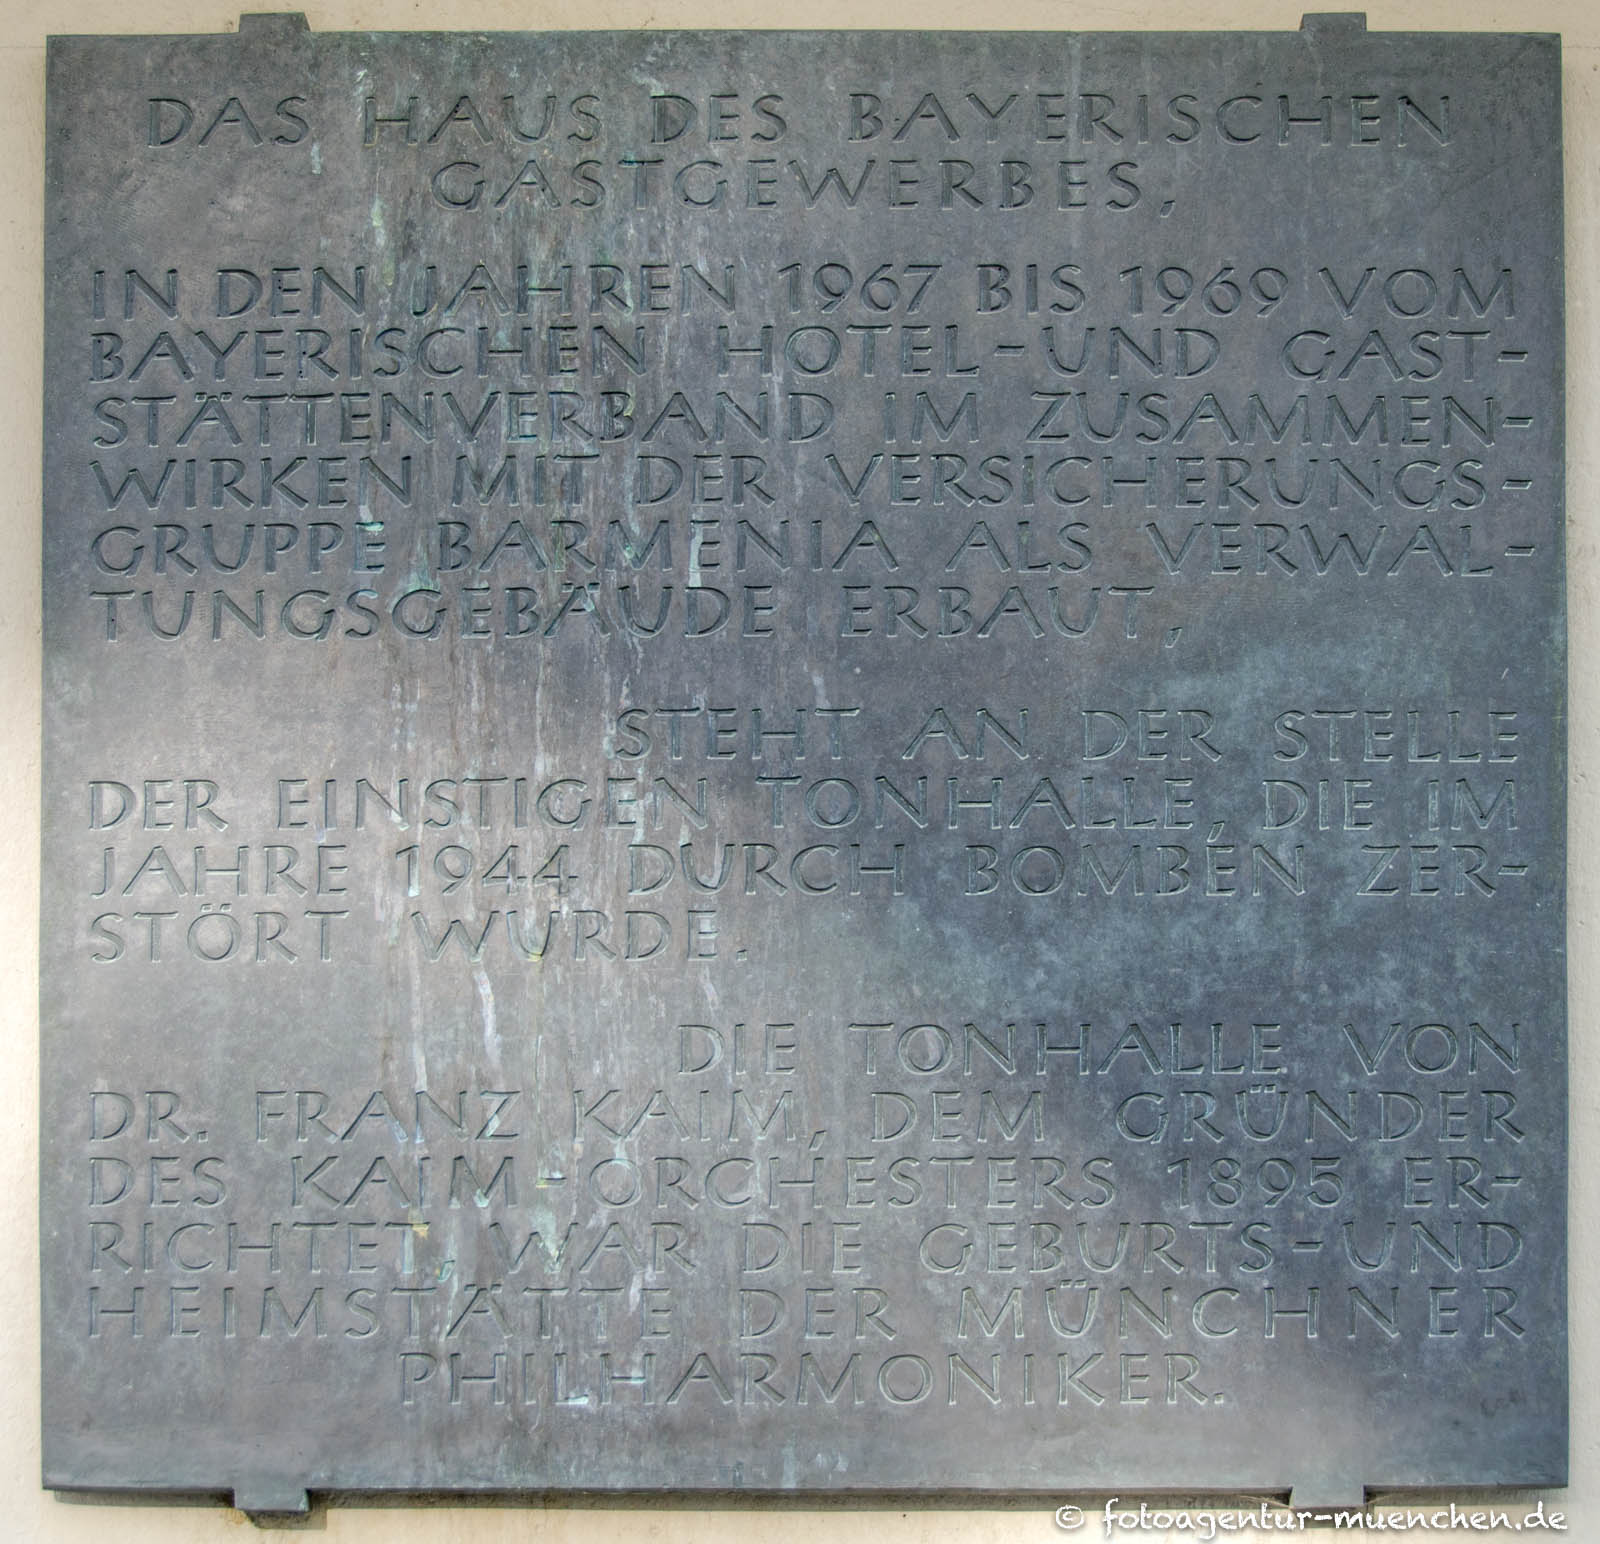 DAS HAUS DES BAYERISCHEN
GASTGEWERBES,
IN DEN JAHREN 1967 BIS 1969 VOM
BAYERISCHEN HOTEL-UND GAST-
STÄTTENVERBAND IM ZUSAMMEN-
WIRKEN MIT DER VERSICHERUNGS-
GRUPPE BARMENIA ALS VERWAL-
TUNGSGEBÄUDE ERBAUT,
STEHT AN DER STELLE
DER EINSTIGEN TONHALLE, DIE IM
JAHRE 1944 DURCH BOMBEN ZER-
STÖRT WURDE.
DIE TONHALLE VON
DR. FRANZ KAIM, DEM GRÜNDER
DES KAIM-ORCHESTERS 1895 ER-
RICHTET, WAR DIE GEBURTS-UND
HEIMSTÄTTE DER MÜNCHNER
PHILHARMONIKER.
© fotoagentur-muenchen.de